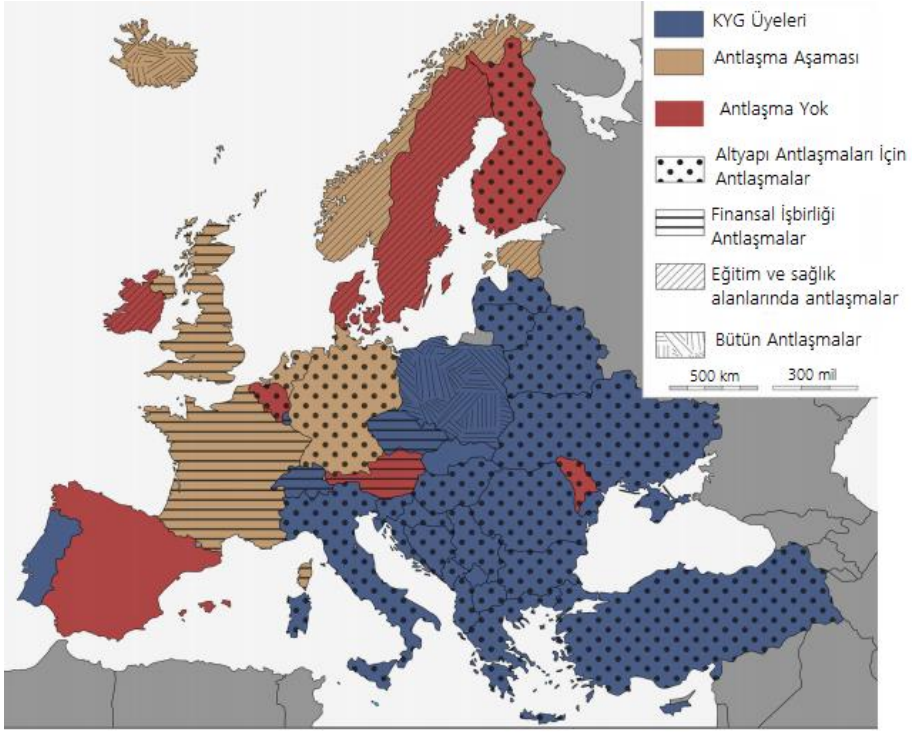 KYG Üyeleri
Antlaşma Aşaması
Antlaşma Yok
Altyapı Antlaşmaları İçin
Antlaşmalar
Finansal İşbirliği
Antlaşmalar
Eğitim ve sağlık
alanlarında antlaşmalar
Bütün Antlaşmalar
500 km 300 mil